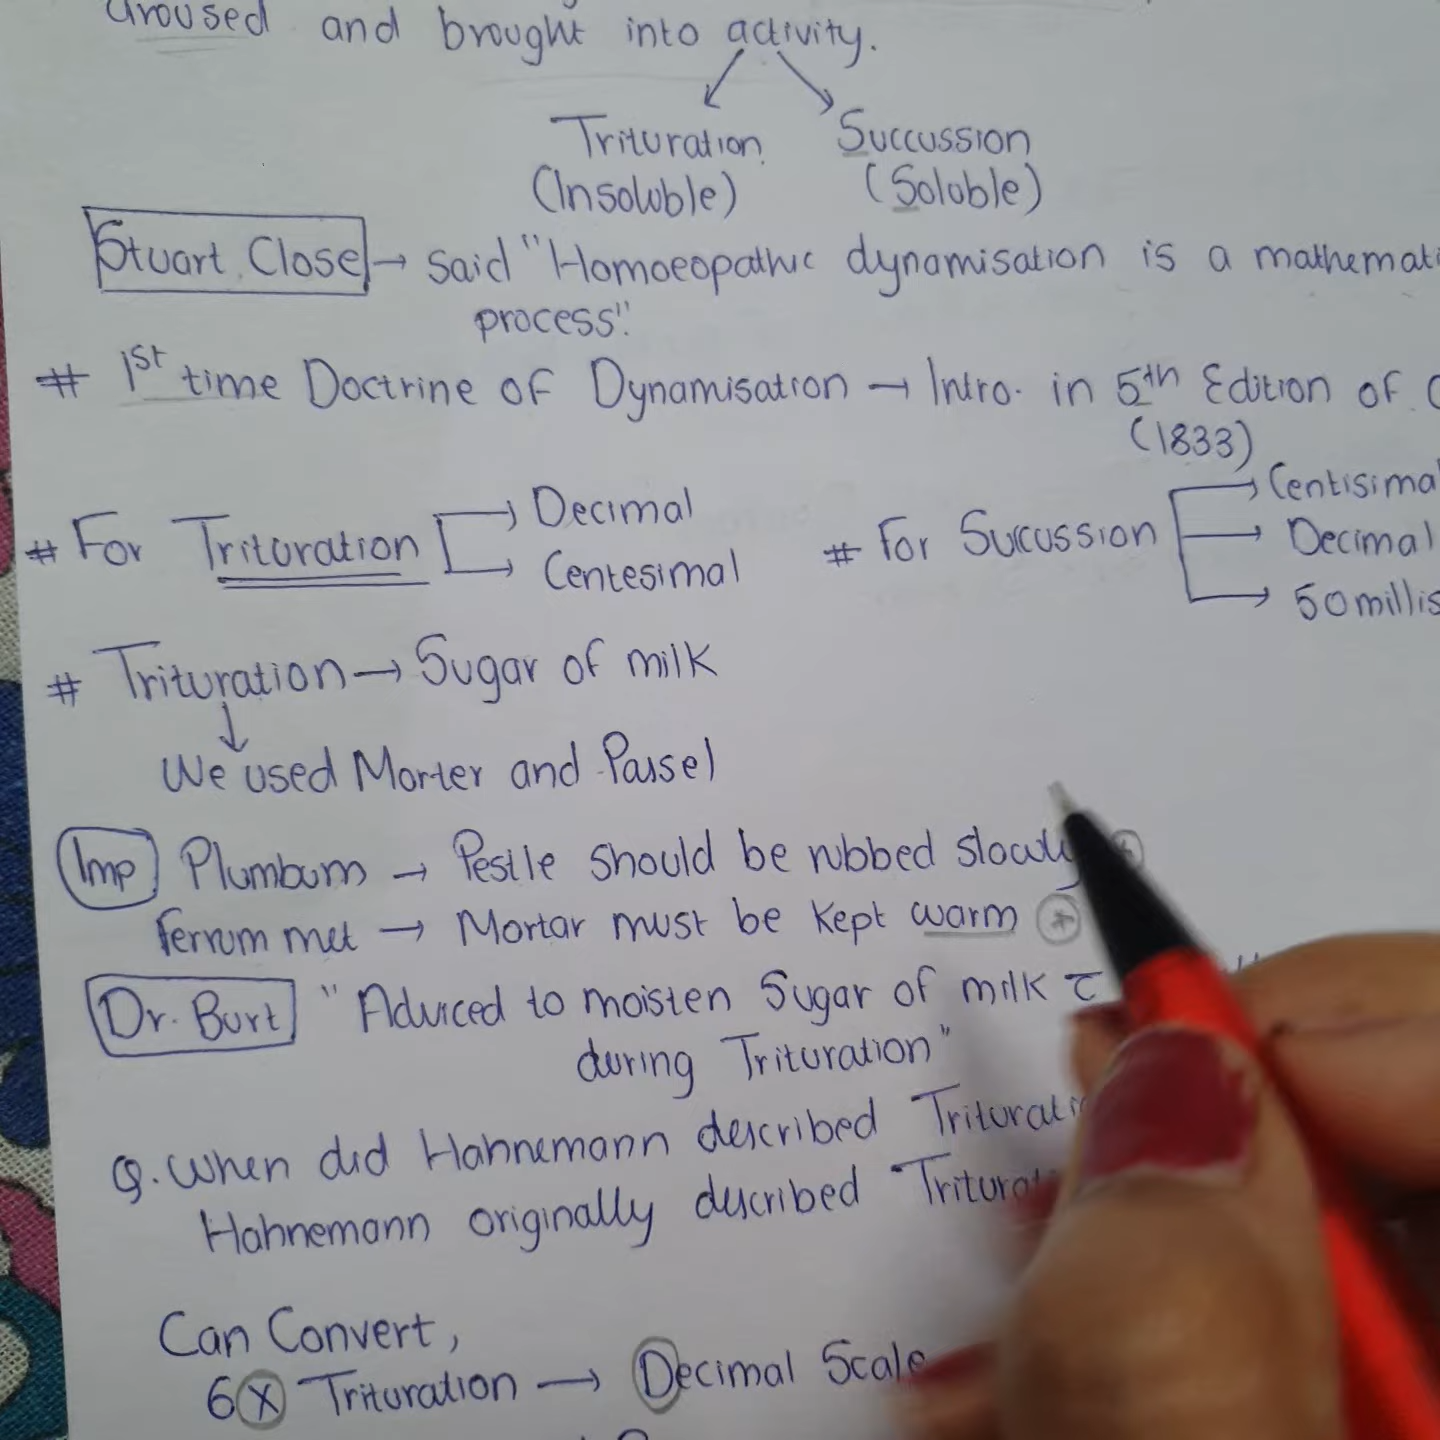 aroused and brought into activity.
Trituration Succussion
(Insoluble) (Soluble)
Stuart Close → said "Homoeopathic dynamisation is a mathemati
process".
# 1st time Doctrine of Dynamisation → Intro. in 5th Edition of
(1833)
# For Trituration → Decimal
→ Centesimal
# For Succussion → Centisima
→ Decimal
→ 50 millis
# Trituration → Sugar of milk
We used Morter and Passel
Imp Plumbum → Pestle should be rubbed slowly
Ferrum met → Mortar must be kept warm
Dr. Burt "Adviced to moisten Sugar of milk
during Trituration"
Q. When did Hahnemann described Triturati
Hahnemann originally described Triturat
Can Convert,
6X Trituration → Decimal Scale